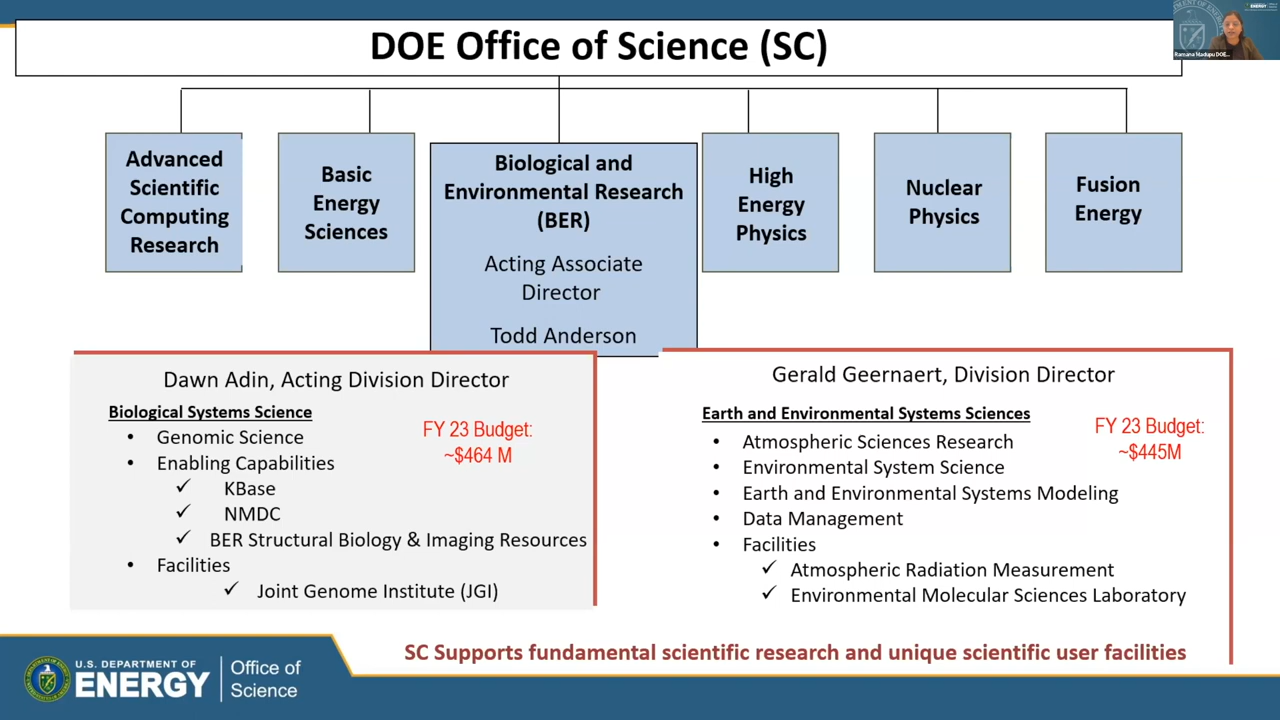 DOE Office of Science (SC)
ENERGY
Ramana Madupu DOE...
Advanced
Scientific
Computing
Research
Basic
Energy
Sciences
Biological and
Environmental Research
(BER)
Acting Associate
Director
Todd Anderson
High
Energy
Physics
Nuclear
Physics
Fusion
Energy
Dawn Adin, Acting Division Director
Biological Systems Science
FY 23 Budget:
~$464 M
• Genomic Science
• Enabling Capabilities
✓ KBase
✓ NMDC
✓ BER Structural Biology & Imaging Resources
• Facilities
✓ Joint Genome Institute (JGI)
Gerald Geernaert, Division Director
Earth and Environmental Systems Sciences
FY 23 Budget:
~$445M
• Atmospheric Sciences Research
• Environmental System Science
• Earth and Environmental Systems Modeling
• Data Management
• Facilities
✓ Atmospheric Radiation Measurement
✓ Environmental Molecular Sciences Laboratory
SC Supports fundamental scientific research and unique scientific user facilities
U.S. DEPARTMENT OF
ENERGY
Office of
Science